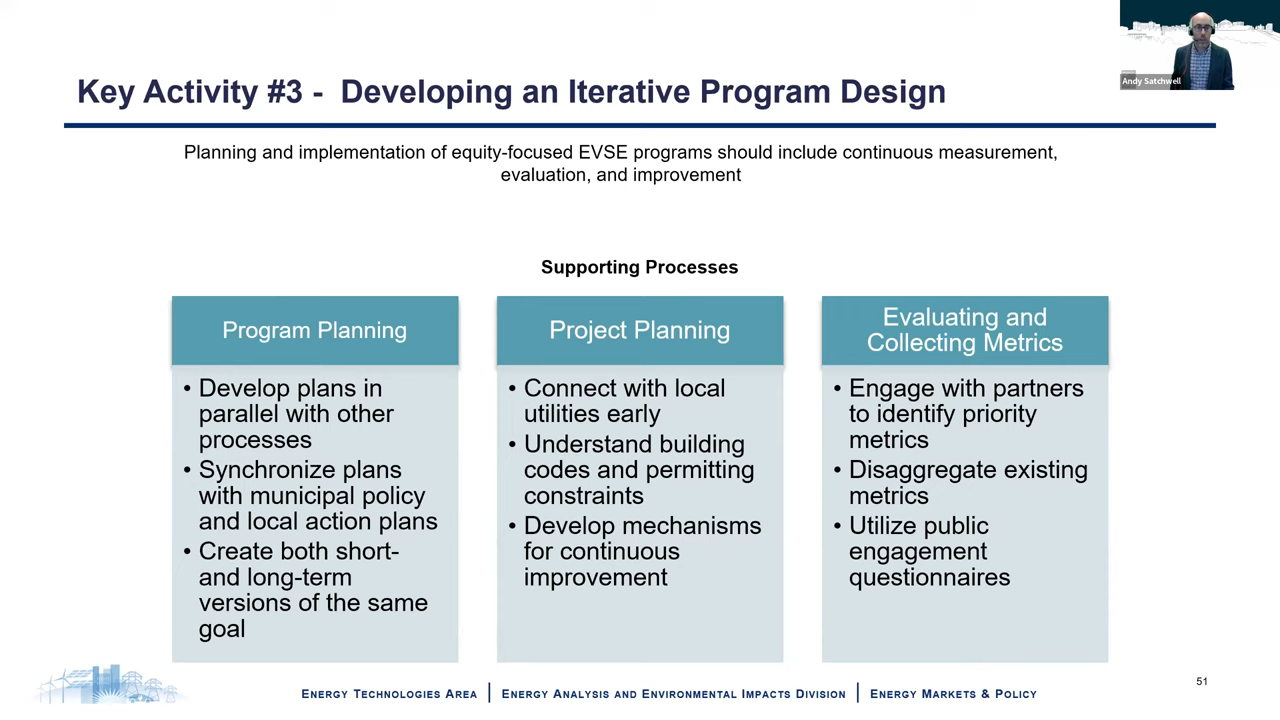 Andy Satchwell
Key Activity #3 - Developing an Iterative Program Design
Planning and implementation of equity-focused EVSE programs should include continuous measurement,
evaluation, and improvement
Supporting Processes
Program Planning
• Develop plans in
parallel with other
processes
• Synchronize plans
with municipal policy
and local action plans
• Create both short-
and long-term
versions of the same
goal
Project Planning
• Connect with local
utilities early
• Understand building
codes and permitting
constraints
• Develop mechanisms
for continuous
improvement
Evaluating and
Collecting Metrics
• Engage with partners
to identify priority
metrics
• Disaggregate existing
metrics
• Utilize public
engagement
questionnaires
ENERGY TECHNOLOGIES AREA | ENERGY ANALYSIS AND ENVIRONMENTAL IMPACTS DIVISION | ENERGY MARKETS & POLICY
51